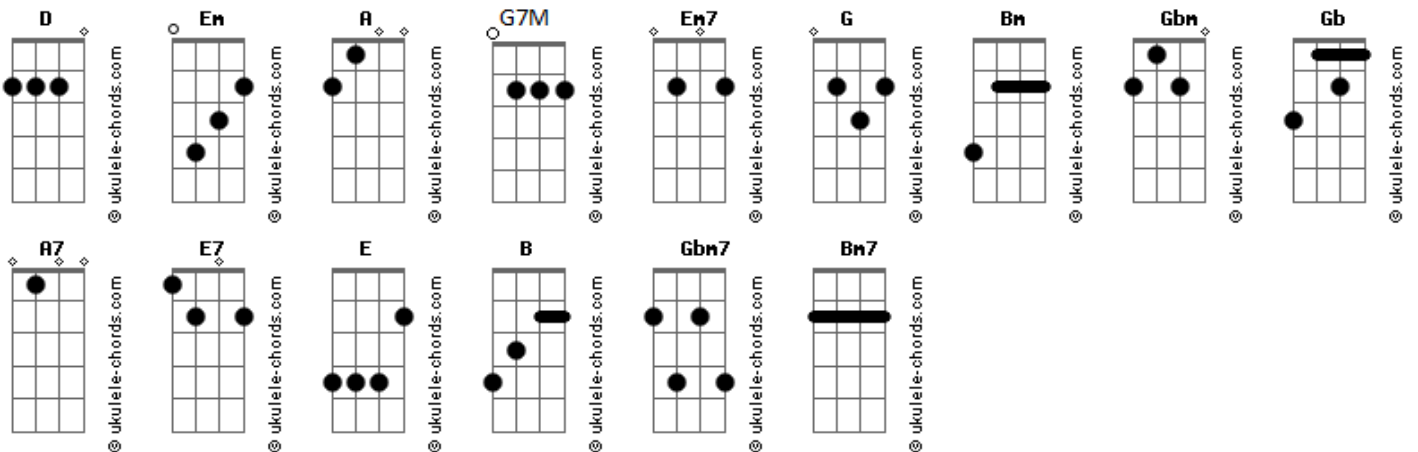 D Em A G7M Em7 G Bm Gbm Gb
© ukulele-chords.com © ukulele-chords.com © ukulele-chords.com © ukulele-chords.com © ukulele-chords.com © ukulele-chords.com © ukulele-chords.com © ukulele-chords.com © ukulele-chords.com
A7 E7 E B Gbm7 Bm7
© ukulele-chords.com © ukulele-chords.com © ukulele-chords.com © ukulele-chords.com © ukulele-chords.com © ukulele-chords.com